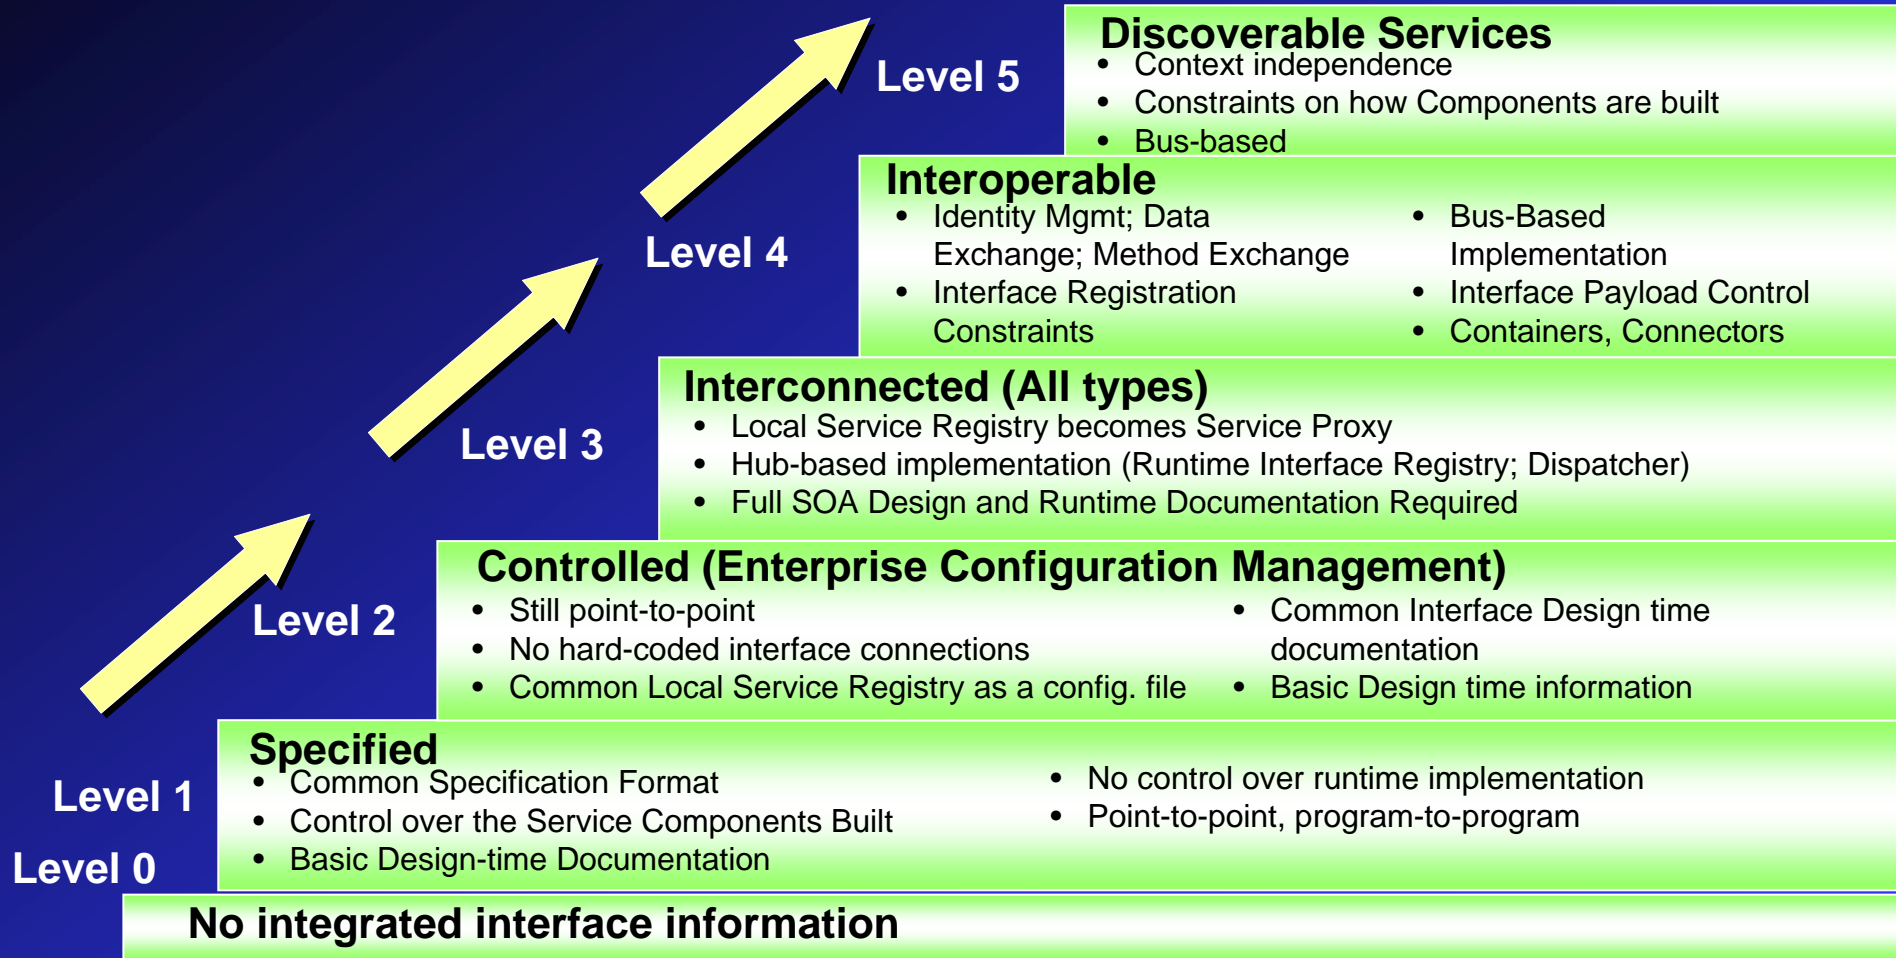 Level 5
Discoverable Services
• Context independence
• Constraints on how Components are built
• Bus-based
Level 4
Interoperable
• Identity Mgmt; Data
Exchange; Method Exchange
• Interface Registration
Constraints
• Bus-Based
Implementation
• Interface Payload Control
• Containers, Connectors
Level 3
Interconnected (All types)
• Local Service Registry becomes Service Proxy
• Hub-based implementation (Runtime Interface Registry; Dispatcher)
• Full SOA Design and Runtime Documentation Required
Level 2
Controlled (Enterprise Configuration Management)
• Still point-to-point
• No hard-coded interface connections
• Common Local Service Registry as a config. file
• Common Interface Design time
documentation
• Basic Design time information
Level 1
Specified
• Common Specification Format
• Control over the Service Components Built
• Basic Design-time Documentation
• No control over runtime implementation
• Point-to-point, program-to-program
Level 0
No integrated interface information